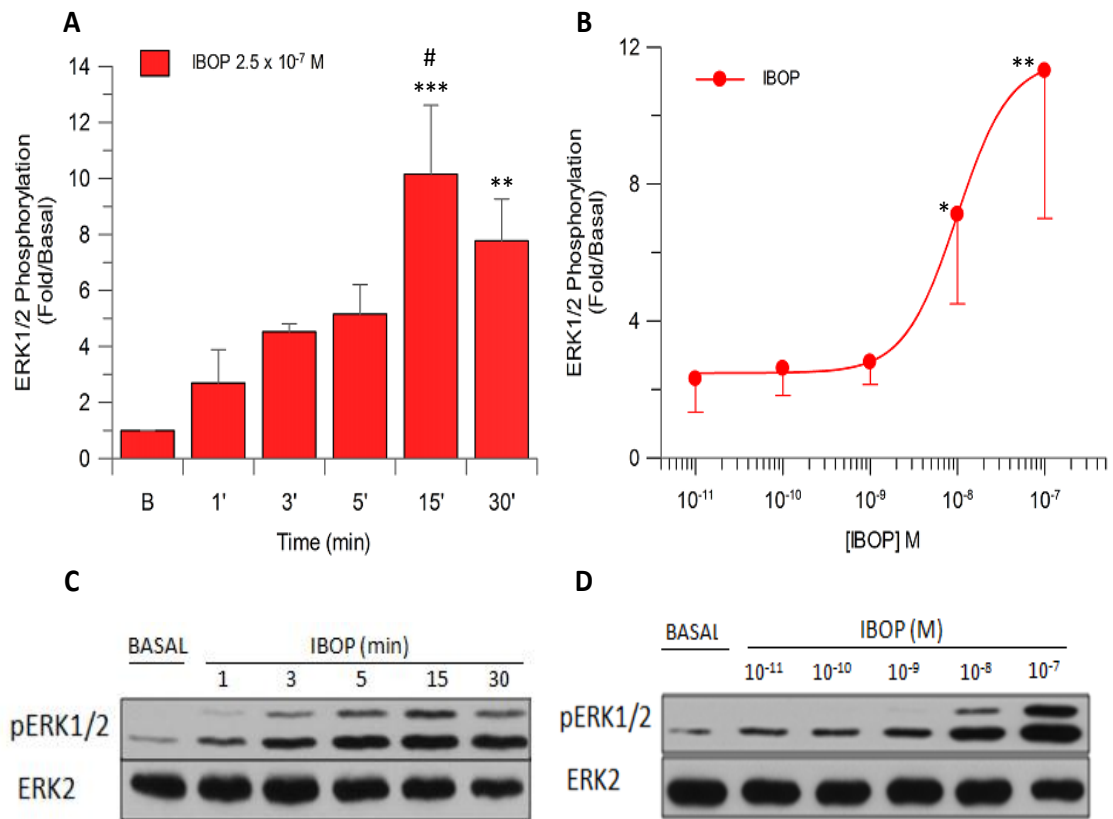 A
IBOP 2.5 x 10⁻⁷ M
#
***
**
14
12
10
8
6
4
2
0
ERK1/2 Phosphorylation
(Fold/Basal)
B 1' 3' 5' 15' 30'
Time (min)
B
IBOP
**
*
12
8
4
0
ERK1/2 Phosphorylation
(Fold/Basal)
10⁻¹¹ 10⁻¹⁰ 10⁻⁹ 10⁻⁸ 10⁻⁷
[IBOP] M
C
BASAL IBOP (min)
1 3 5 15 30
pERK1/2
ERK2
D
BASAL IBOP (M)
10⁻¹¹ 10⁻¹⁰ 10⁻⁹ 10⁻⁸ 10⁻⁷
pERK1/2
ERK2